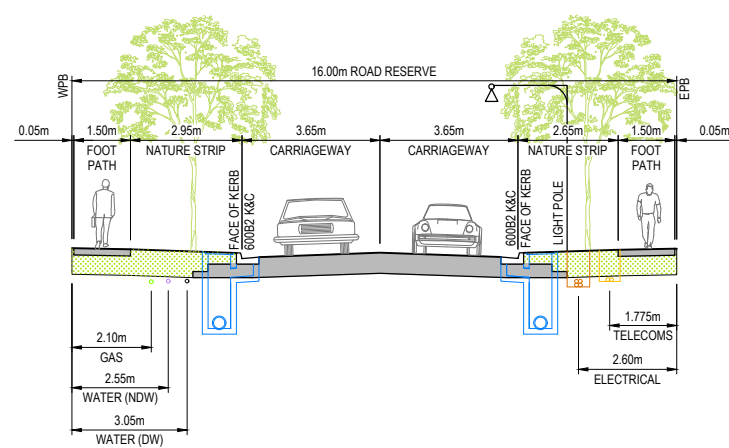 16.00m ROAD RESERVE
WPB
EPB
0.05m
1.50m
2.95m
3.65m
3.65m
2.65m
1.50m
0.05m
FOOT
PATH
NATURE STRIP
CARRIAGEWAY
CARRIAGEWAY
NATURE STRIP
FOOT
PATH
FACE OF KERB
600B2 K&C
600B2 K&C
FACE OF KERB
LIGHT POLE
2.10m
GAS
2.55m
WATER (NDW)
3.05m
WATER (DW)
1.775m
TELECOMS
2.60m
ELECTRICAL